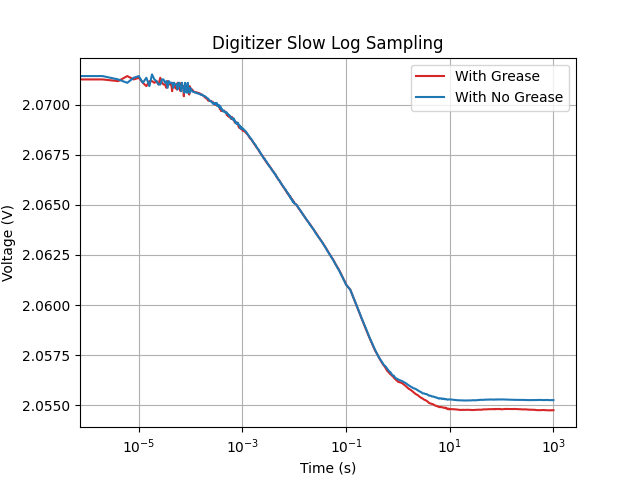 Digitizer Slow Log Sampling
With Grease
With No Grease
Voltage (V)
2.0700
2.0675
2.0650
2.0625
2.0600
2.0575
2.0550
10⁻⁵
10⁻³
10⁻¹
10¹
10³
Time (s)